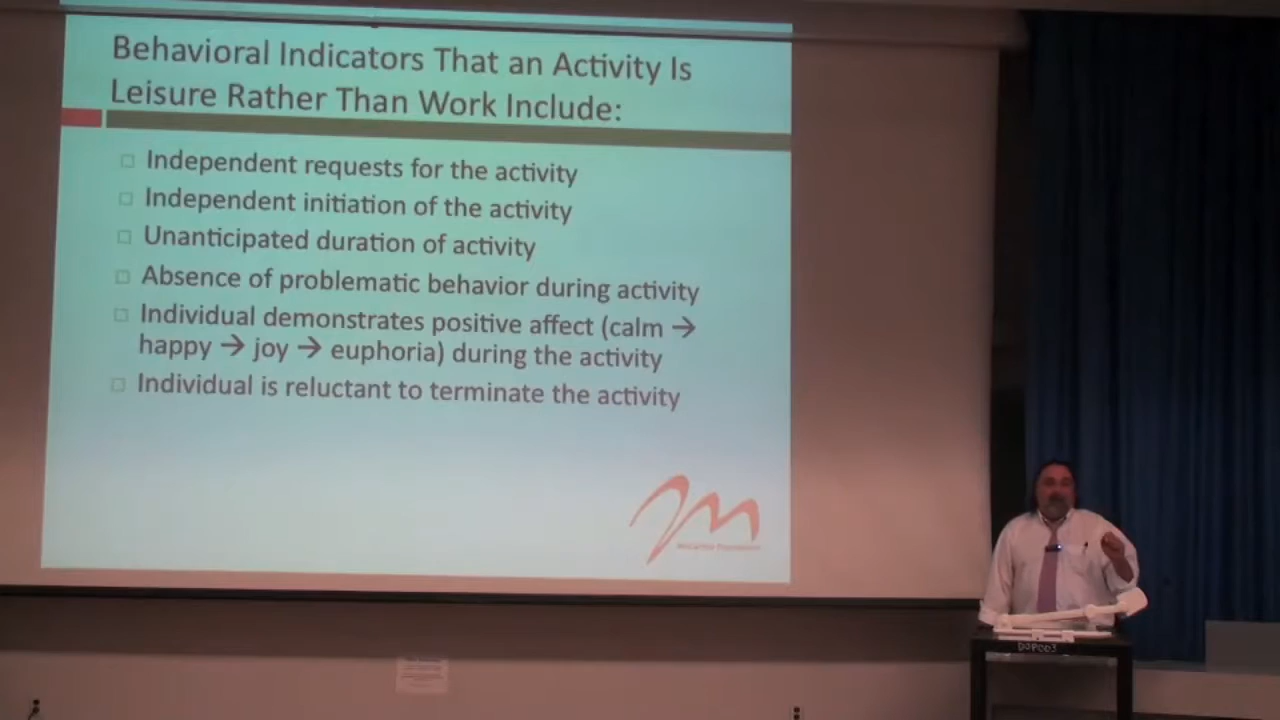 Behavioral Indicators That an Activity Is
Leisure Rather Than Work Include:
Independent requests for the activity
Independent initiation of the activity
Unanticipated duration of activity
Absence of problematic behavior during activity
Individual demonstrates positive affect (calm →
happy → joy → euphoria) during the activity
Individual is reluctant to terminate the activity
DOPC03